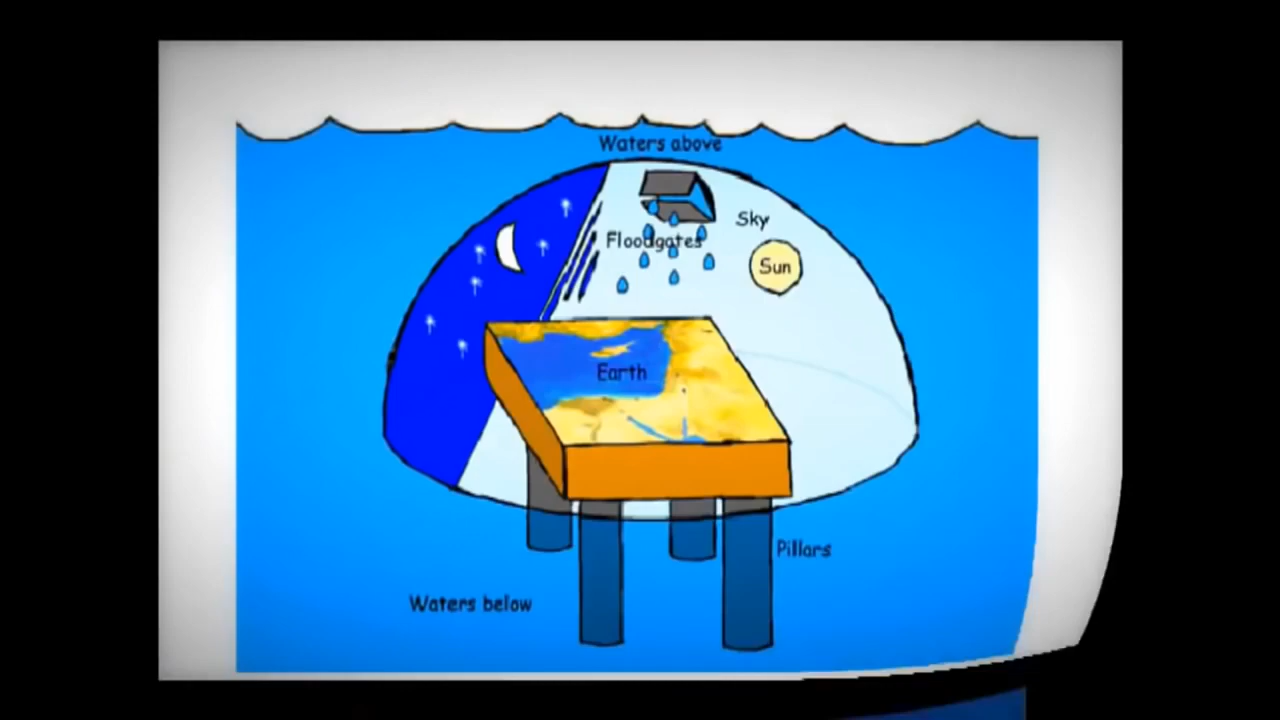 Waters above
Sky
Floodgates
Sun
Earth
Pillars
Waters below